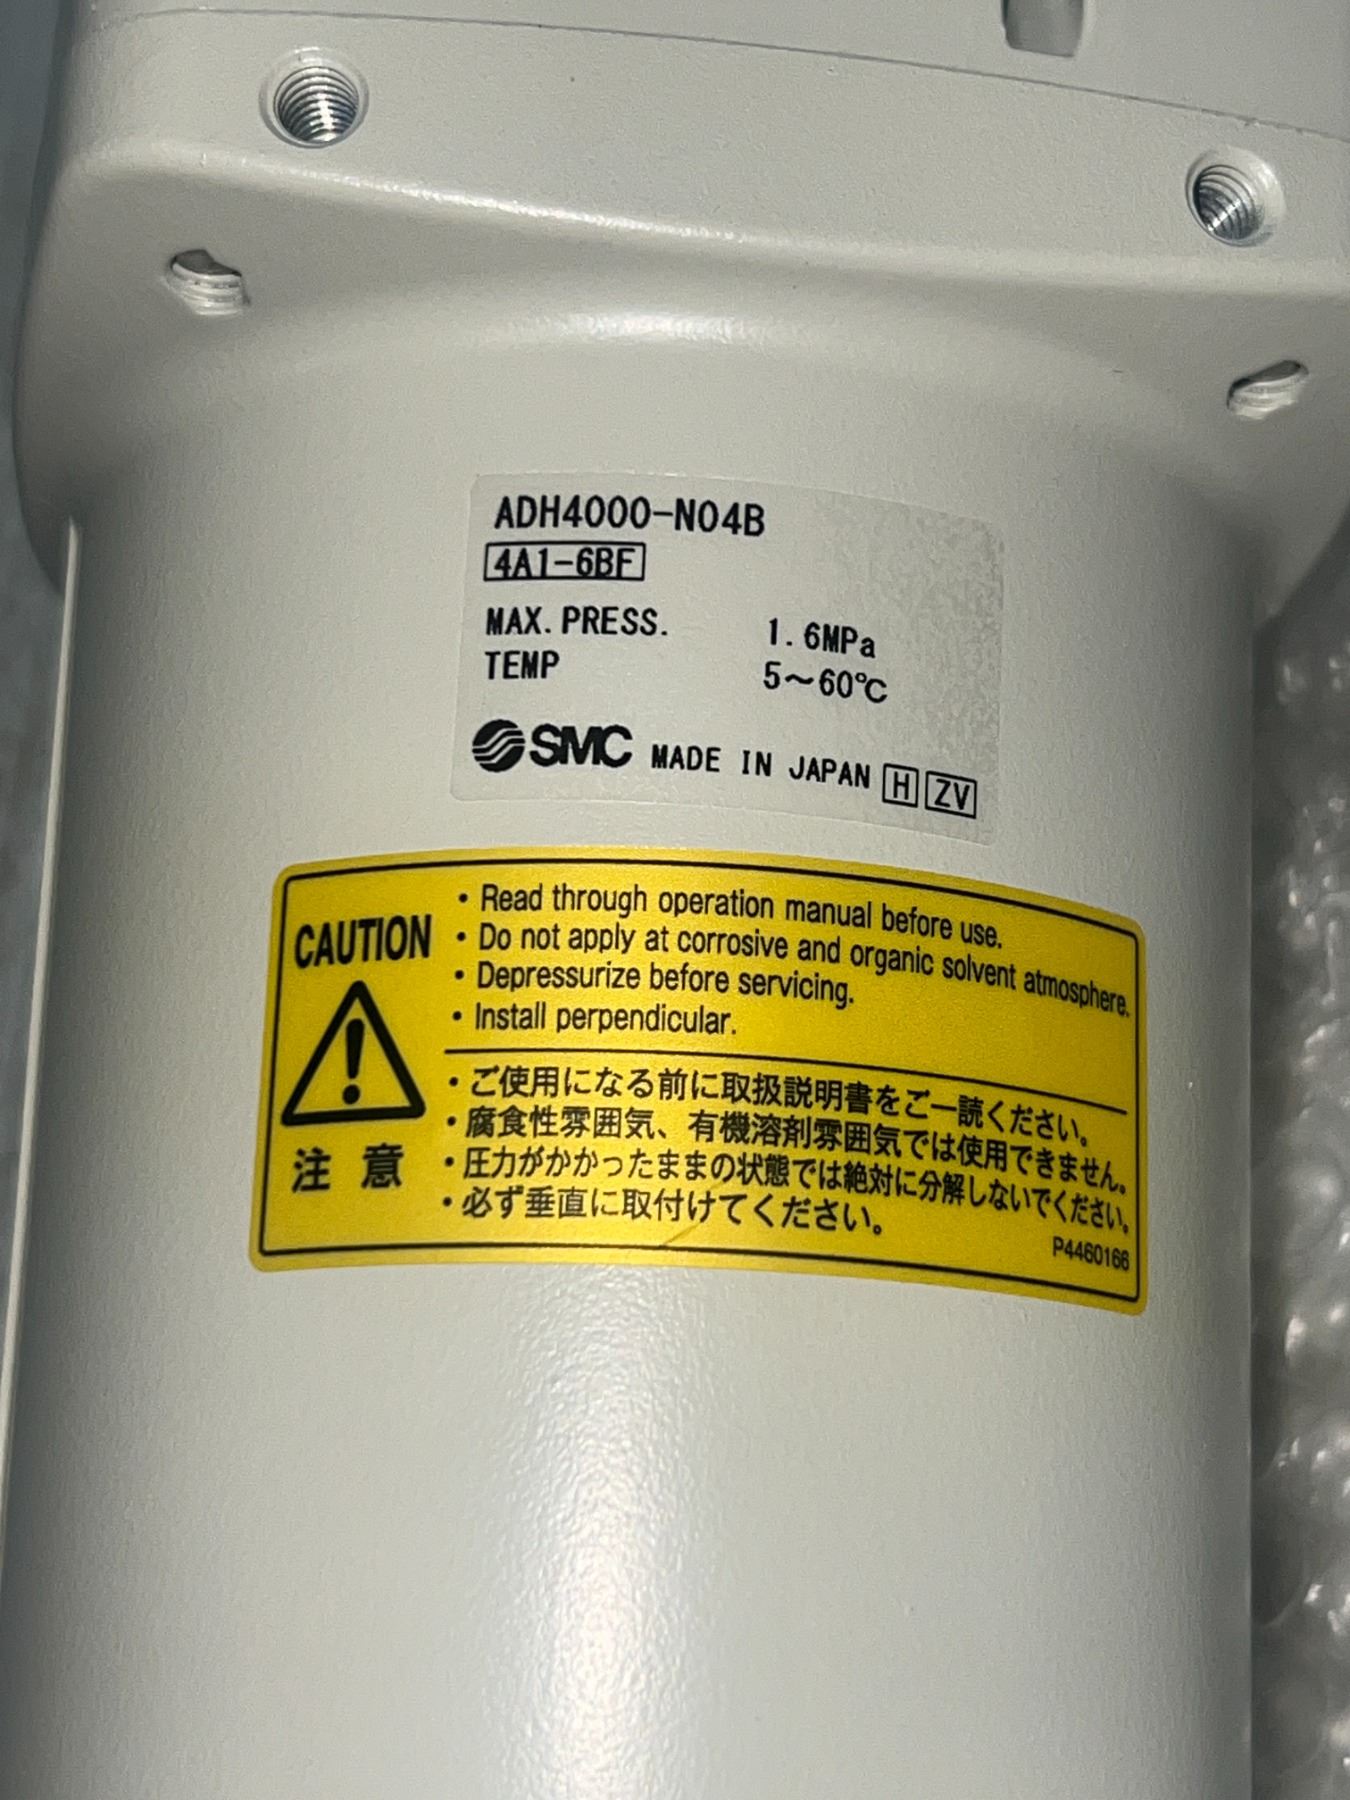 ADH4000-N04B
4A1-6BF
MAX. PRESS. 1.6MPa
TEMP 5～60℃
SMC MADE IN JAPAN H ZV
CAUTION
・Read through operation manual before use.
・Do not apply at corrosive and organic solvent atmosphere.
・Depressurize before servicing.
・Install perpendicular.
注意
・ご使用になる前に取扱説明書をご一読ください。
・腐食性雰囲気、有機溶剤雰囲気では使用できません。
・圧力がかかったままの状態では絶対に分解しないでください。
・必ず垂直に取付けてください。
P4460166